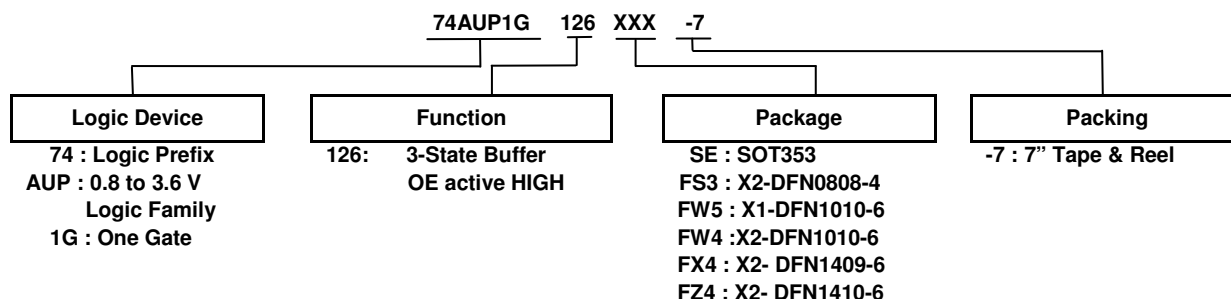 74AUP1G 126 XXX -7
Logic Device
74 : Logic Prefix
AUP : 0.8 to 3.6 V
Logic Family
1G : One Gate
Function
126: 3-State Buffer
OE active HIGH
Package
SE : SOT353
FS3 : X2-DFN0808-4
FW5 : X1-DFN1010-6
FW4 :X2-DFN1010-6
FX4 : X2- DFN1409-6
FZ4 : X2- DFN1410-6
Packing
-7 : 7” Tape & Reel